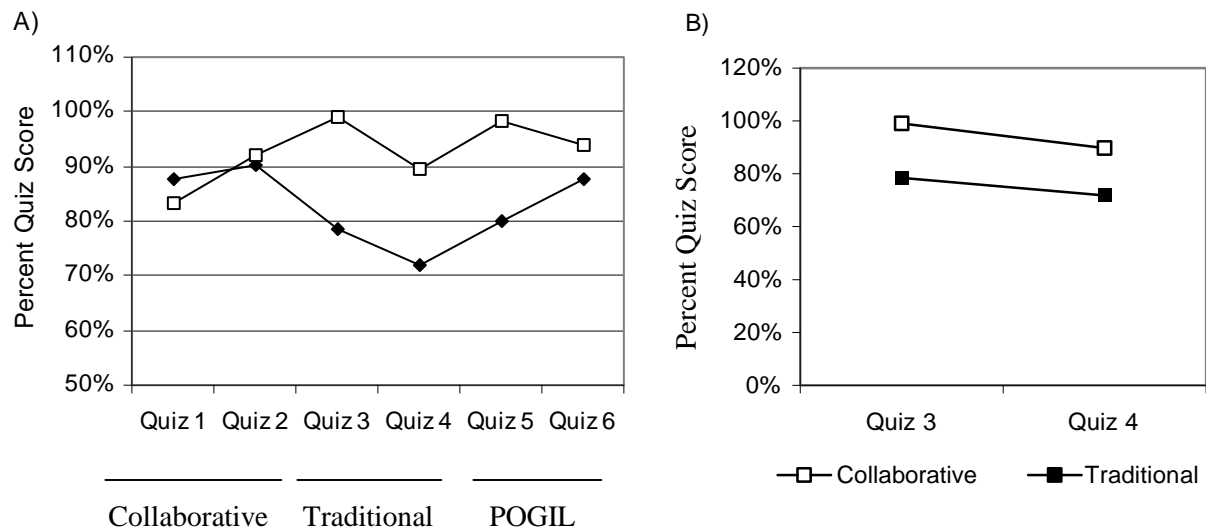 A)
110%
100%
90%
80%
70%
60%
50%
Percent Quiz Score
Quiz 1 Quiz 2 Quiz 3 Quiz 4 Quiz 5 Quiz 6
Collaborative Traditional POGIL
B)
120%
100%
80%
60%
40%
20%
0%
Percent Quiz Score
Quiz 3 Quiz 4
Collaborative Traditional